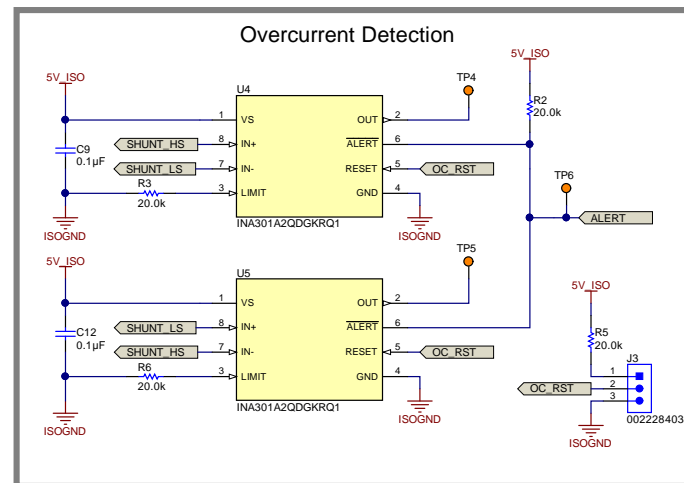 Overcurrent Detection
5V_ISO
C9
0.1µF
ISOGND
SHUNT_HS
SHUNT_LS
R3
20.0k
U4
1 VS
8 IN+
7 IN-
3 LIMIT
OUT 2
ALERT 6
RESET 5
GND 4
INA301A2QDGKRQ1
TP4
OC_RST
ISOGND
5V_ISO
R2
20.0k
TP6
ALERT
5V_ISO
C12
0.1µF
ISOGND
SHUNT_LS
SHUNT_HS
R6
20.0k
U5
1 VS
8 IN+
7 IN-
3 LIMIT
OUT 2
ALERT 6
RESET 5
GND 4
INA301A2QDGKRQ1
TP5
OC_RST
ISOGND
5V_ISO
R5
20.0k
J3
1
OC_RST 2
3
002228403
ISOGND